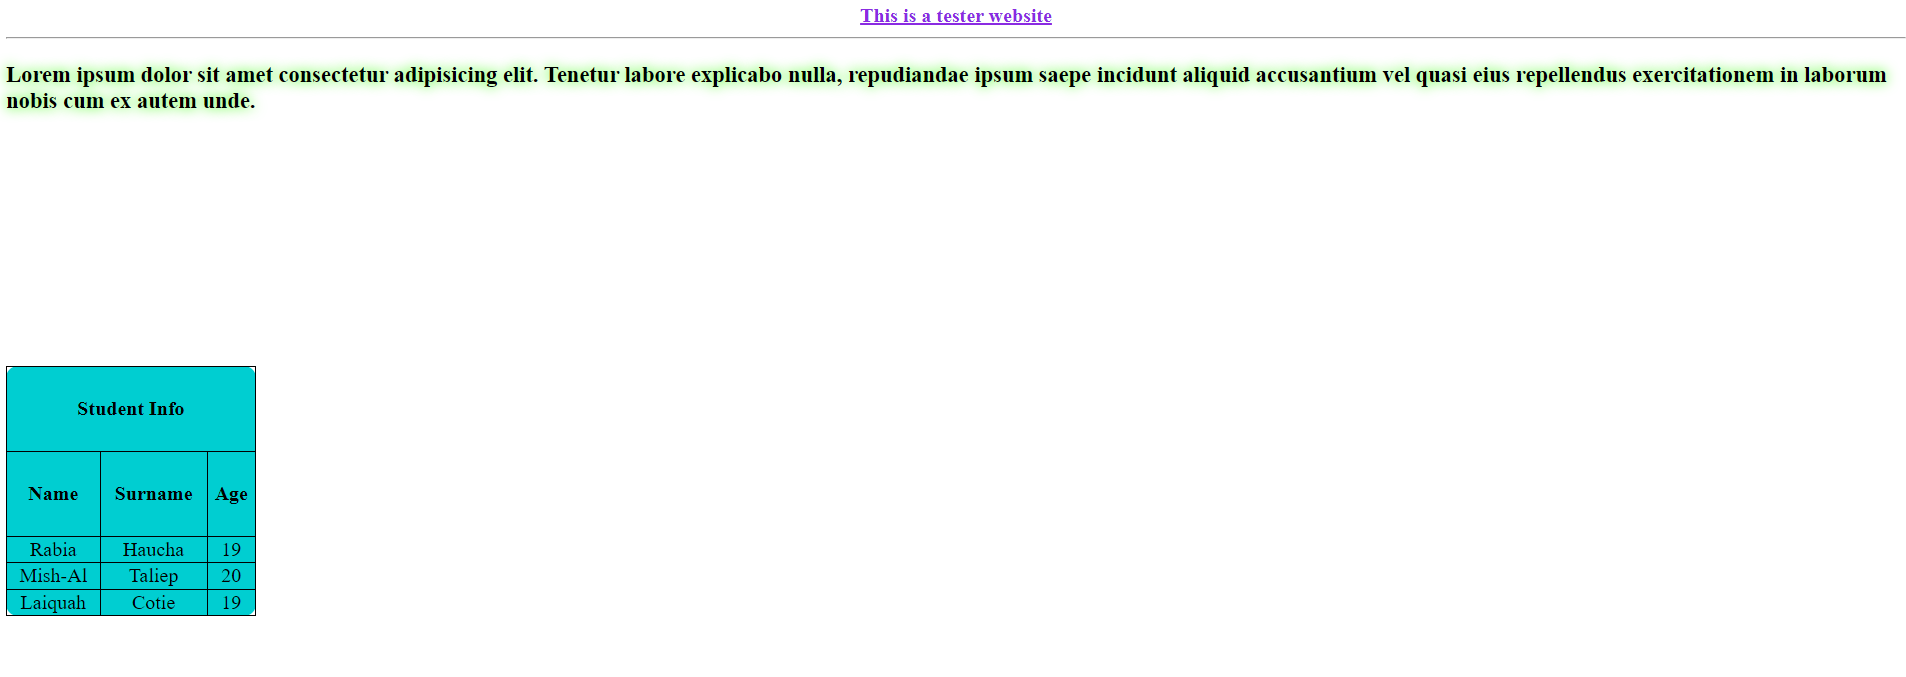 This is a tester website
Lorem ipsum dolor sit amet consectetur adipisicing elit. Tenetur labore explicabo nulla, repudiandae ipsum saepe incidunt aliquid accusantium vel quasi eius repellendus exercitationem in laborum
nobis cum ex autem unde.
Student Info
Name Surname Age
Rabia Haucha 19
Mish-Al Taliep 20
Laiquah Cotie 19